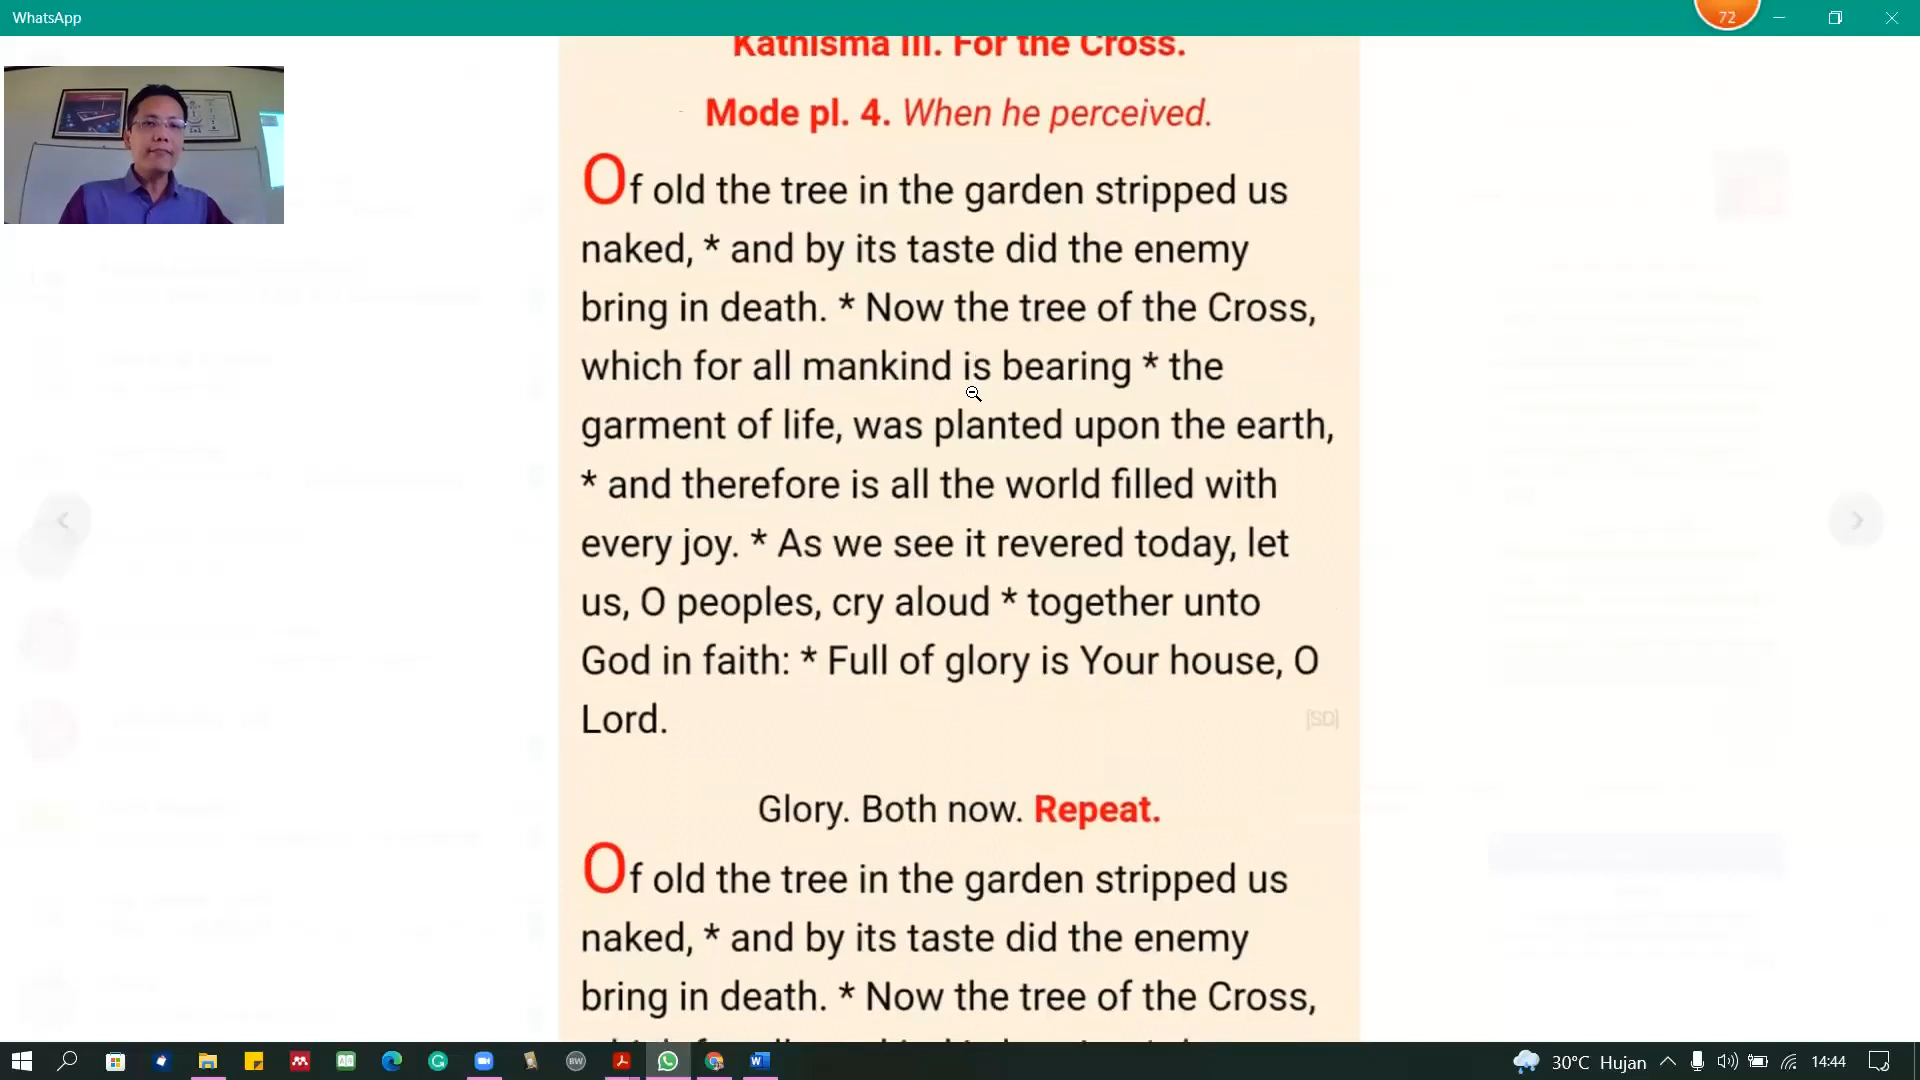 WhatsApp
72
Kathisma III. For the Cross.
Mode pl. 4. When he perceived.
Of old the tree in the garden stripped us
naked, * and by its taste did the enemy
bring in death. * Now the tree of the Cross,
which for all mankind is bearing * the
garment of life, was planted upon the earth,
* and therefore is all the world filled with
every joy. * As we see it revered today, let
us, O peoples, cry aloud * together unto
God in faith: * Full of glory is Your house, O
Lord.
[SD]
Glory. Both now. Repeat.
Of old the tree in the garden stripped us
naked, * and by its taste did the enemy
bring in death. * Now the tree of the Cross,
BW
30°C Hujan
14:44